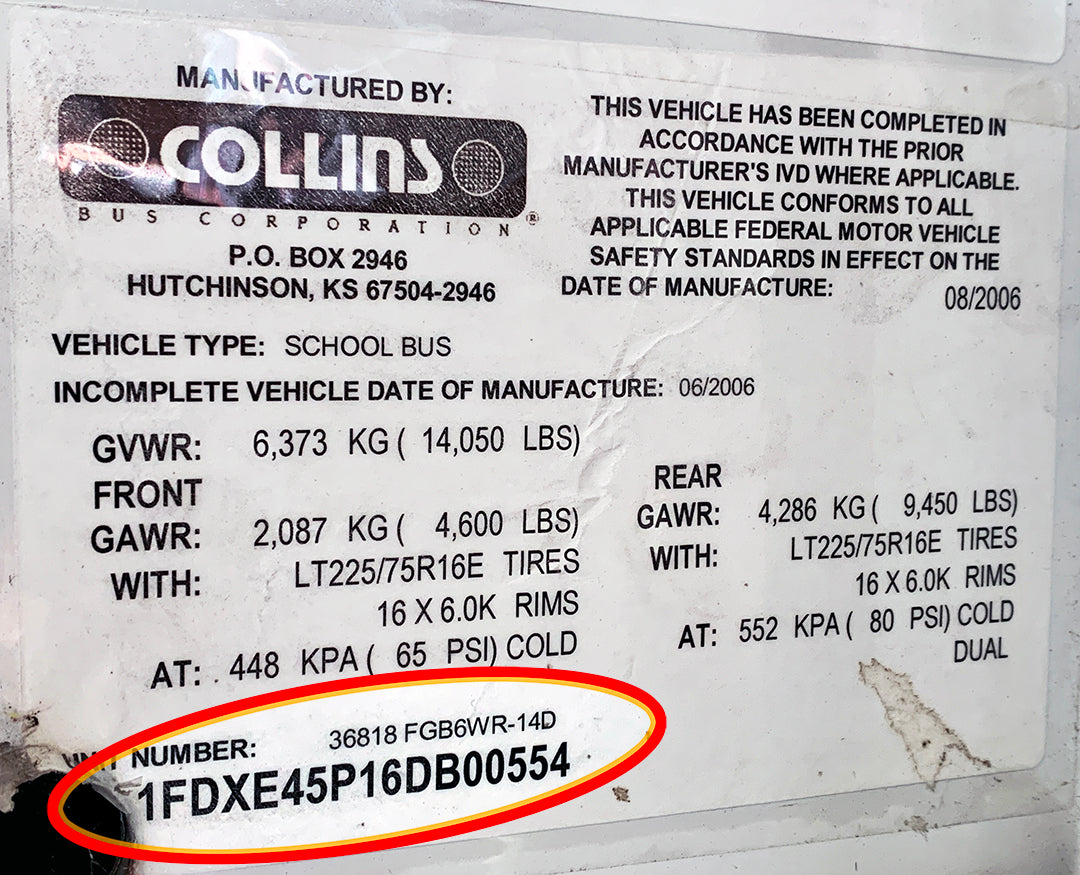 MANUFACTURED BY:
COLLINS
BUS CORPORATION®
P.O. BOX 2946
HUTCHINSON, KS 67504-2946
THIS VEHICLE HAS BEEN COMPLETED IN
ACCORDANCE WITH THE PRIOR
MANUFACTURER'S IVD WHERE APPLICABLE.
THIS VEHICLE CONFORMS TO ALL
APPLICABLE FEDERAL MOTOR VEHICLE
SAFETY STANDARDS IN EFFECT ON THE
DATE OF MANUFACTURE: 08/2006
VEHICLE TYPE: SCHOOL BUS
INCOMPLETE VEHICLE DATE OF MANUFACTURE: 06/2006
GVWR: 6,373 KG ( 14,050 LBS)
FRONT
GAWR: 2,087 KG ( 4,600 LBS)
WITH: LT225/75R16E TIRES
16 X 6.0K RIMS
AT: 448 KPA ( 65 PSI) COLD
REAR
GAWR: 4,286 KG ( 9,450 LBS)
WITH: LT225/75R16E TIRES
16 X 6.0K RIMS
AT: 552 KPA ( 80 PSI) COLD
DUAL
NUMBER: 36818 FGB6WR-14D
1FDXE45P16DB00554